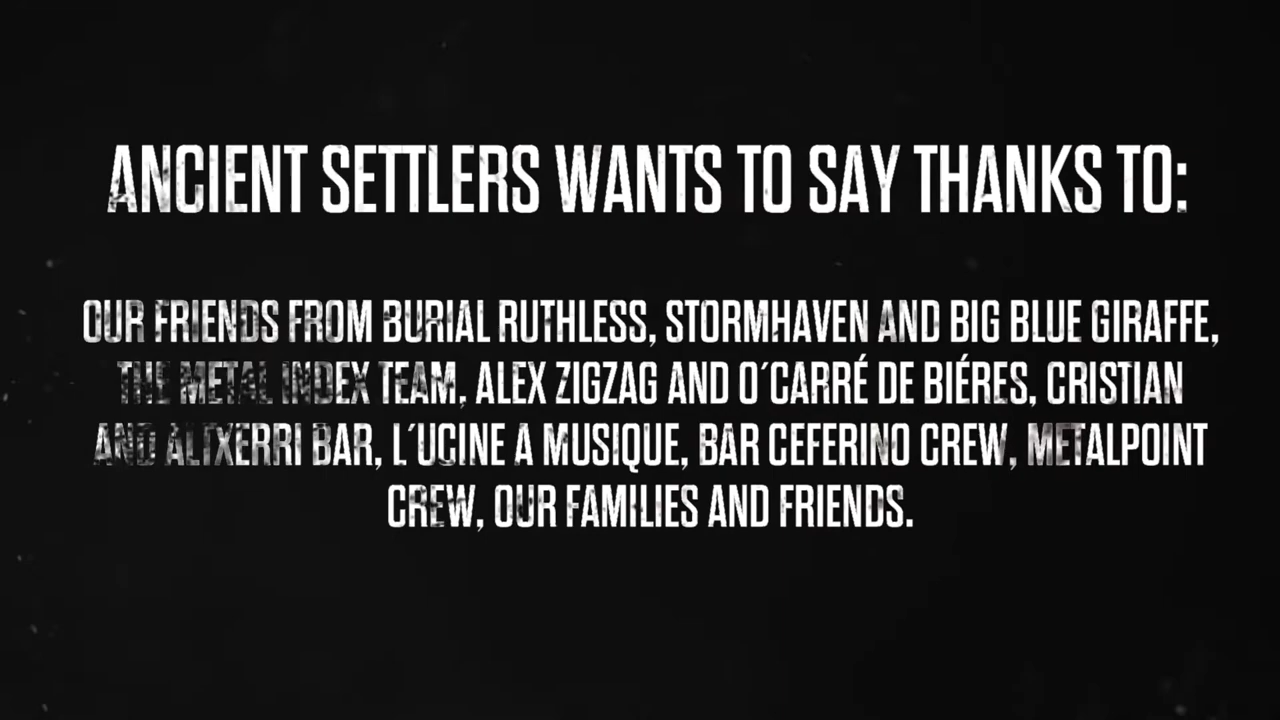 ANCIENT SETTLERS WANTS TO SAY THANKS TO:
OUR FRIENDS FROM BURIAL RUTHLESS, STORMHAVEN AND BIG BLUE GIRAFFE,
THE METAL INDEX TEAM, ALEX ZIGZAG AND O´CARRÉ DE BIÉRES, CRISTIAN
AND ALTXERRI BAR, L´UCINE A MUSIQUE, BAR CEFERINO CREW, METALPOINT
CREW, OUR FAMILIES AND FRIENDS.